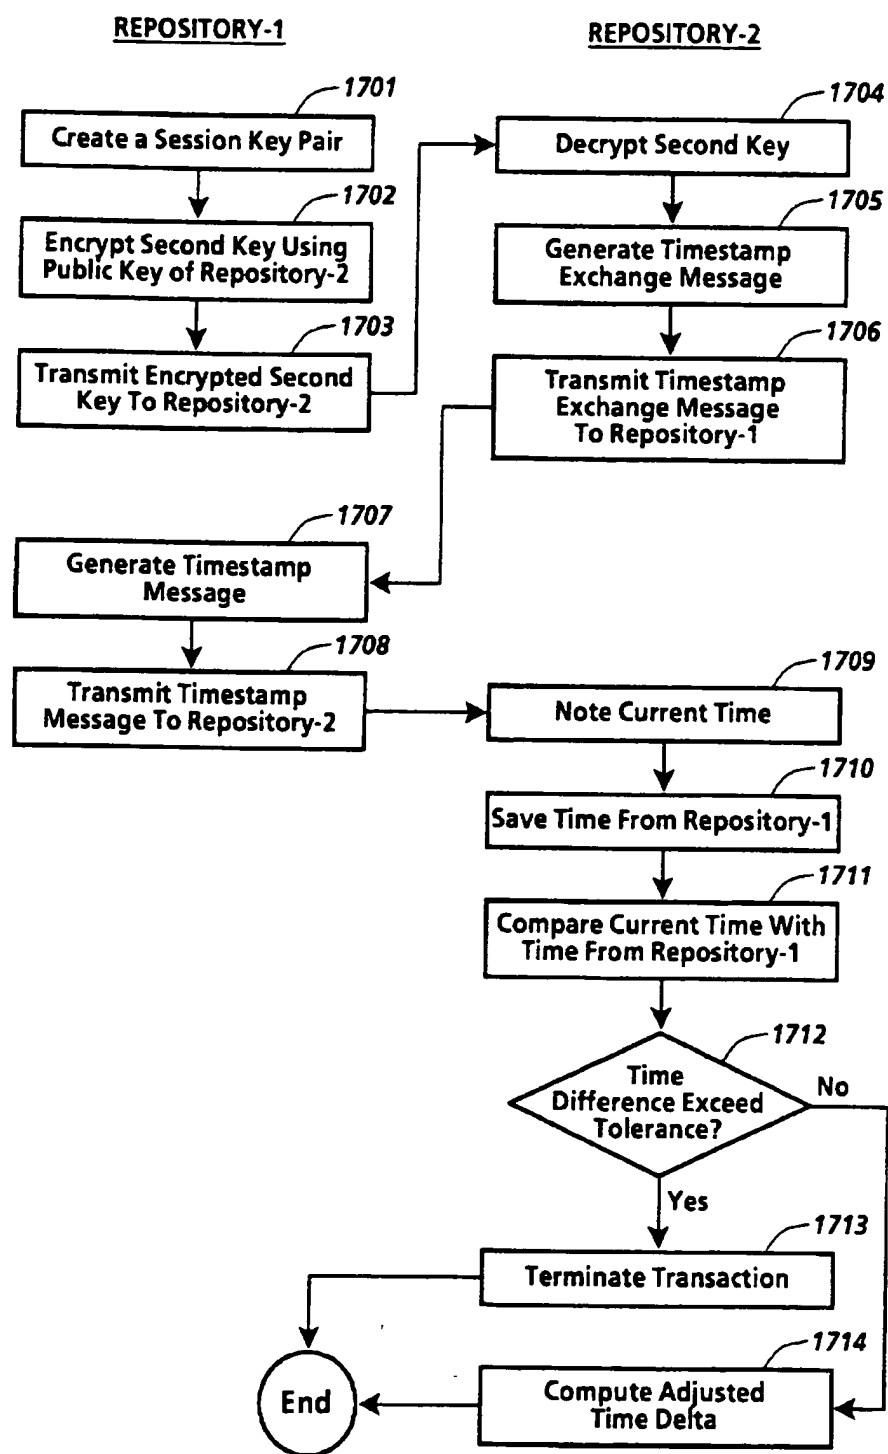 REPOSITORY-1
REPOSITORY-2
1701
Create a Session Key Pair
1702
Encrypt Second Key Using
Public Key of Repository-2
1703
Transmit Encrypted Second
Key To Repository-2
1704
Decrypt Second Key
1705
Generate Timestamp
Exchange Message
1706
Transmit Timestamp
Exchange Message
To Repository-1
1707
Generate Timestamp
Message
1708
Transmit Timestamp
Message To Repository-2
1709
Note Current Time
1710
Save Time From Repository-1
1711
Compare Current Time With
Time From Repository-1
1712
Time
Difference Exceed
Tolerance?
No
Yes
1713
Terminate Transaction
1714
Compute Adjusted
Time Delta
End